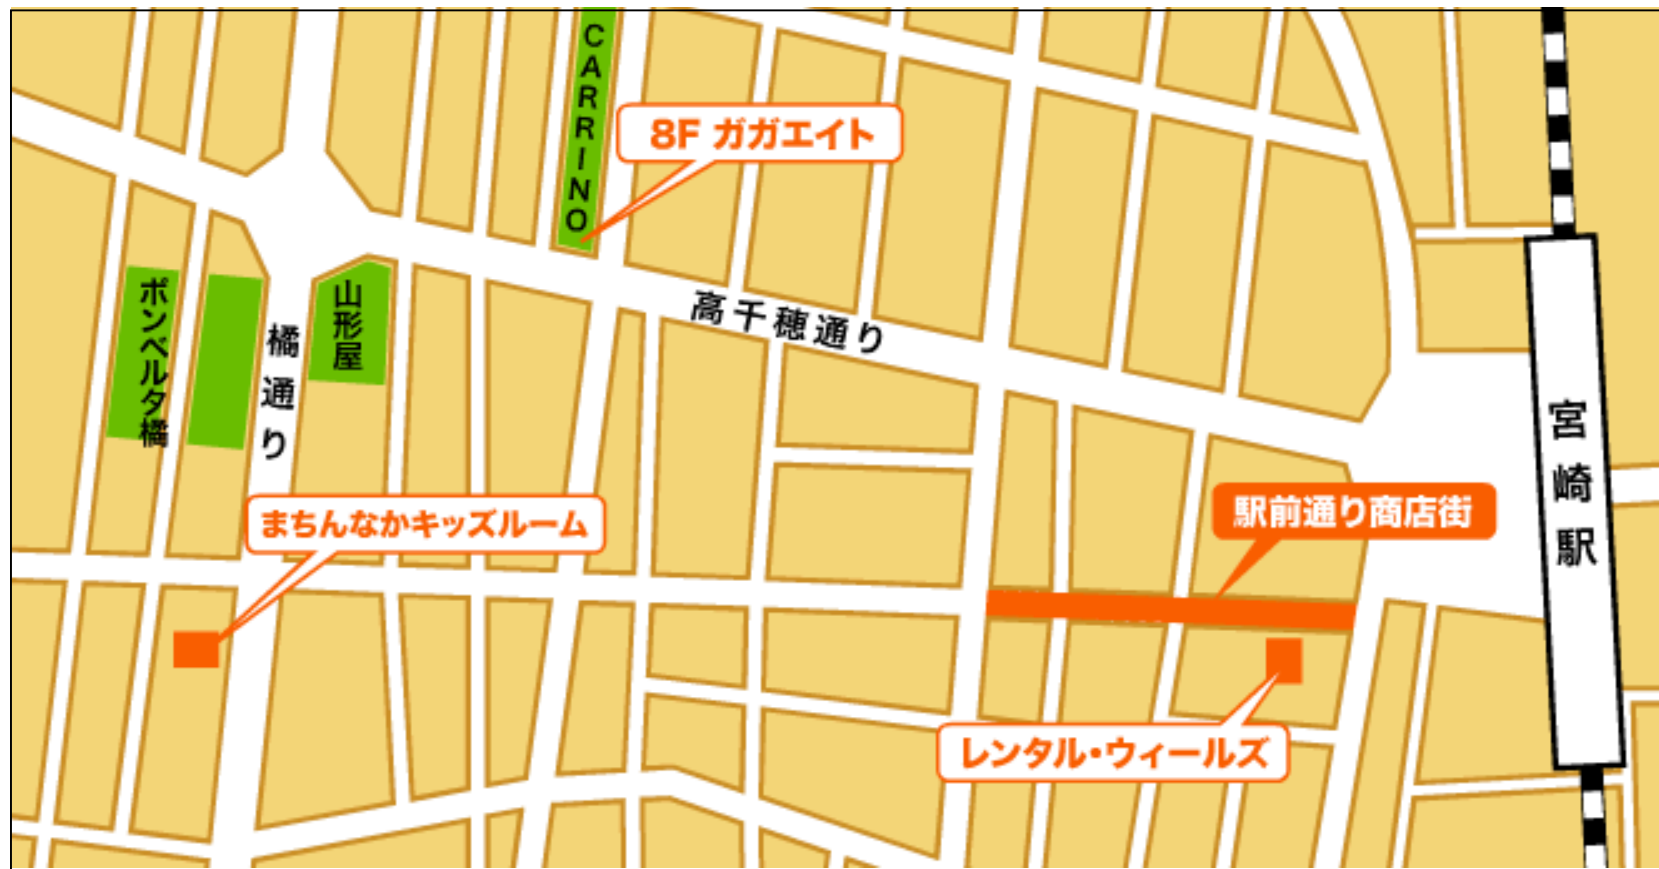 CARRINO
8F ガガエイト
高千穂通り
ボンベルタ橘
橘通り
山形屋
宮崎駅
まちんなかキッズルーム
駅前通り商店街
レンタル・ウィールズ